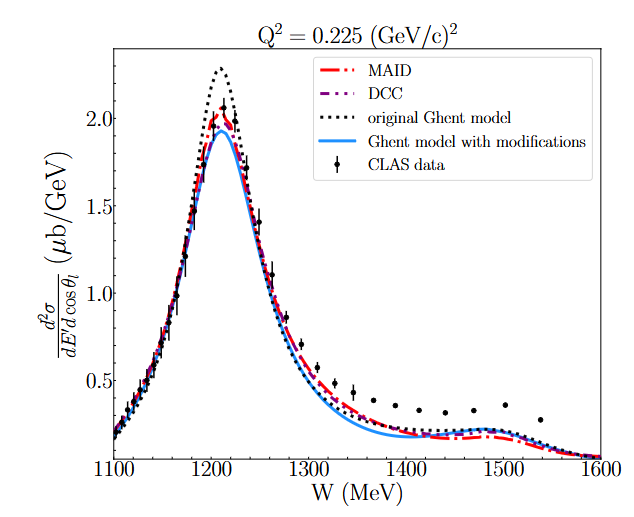 Q² = 0.225 (GeV/c)²
MAID
DCC
original Ghent model
Ghent model with modifications
CLAS data
d²σ / dE′d cos θₗ (μb/GeV)
2.0
1.5
1.0
0.5
1100 1200 1300 1400 1500 1600
W (MeV)